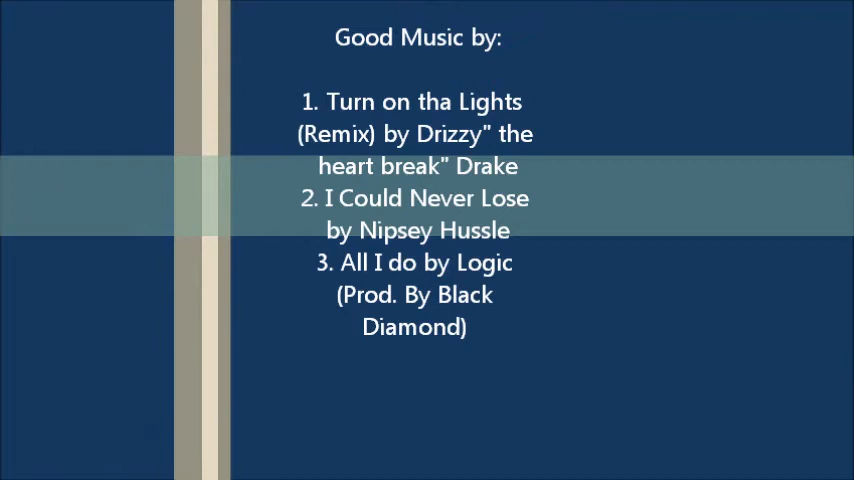 Good Music by:
1. Turn on tha Lights
(Remix) by Drizzy" the
heart break" Drake
2. I Could Never Lose
by Nipsey Hussle
3. All I do by Logic
(Prod. By Black
Diamond)